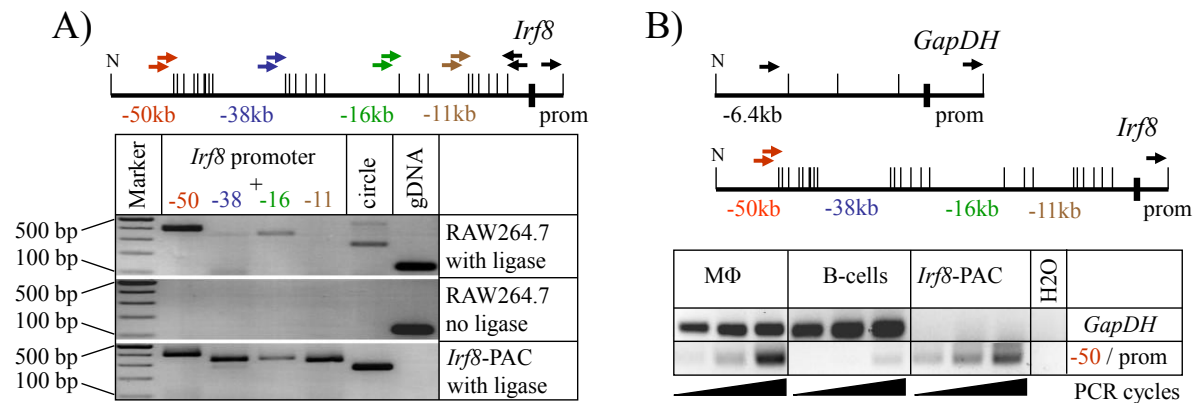 A)
Irf8
N
-50kb -38kb -16kb -11kb prom
Marker
Irf8 promoter
+
-50 -38 -16 -11
circle
gDNA
500 bp
100 bp
RAW264.7
with ligase
500 bp
100 bp
RAW264.7
no ligase
500 bp
100 bp
Irf8-PAC
with ligase
B)
GapDH
N
-6.4kb prom
Irf8
N
-50kb -38kb -16kb -11kb prom
MΦ B-cells Irf8-PAC H2O
GapDH
-50 / prom
PCR cycles